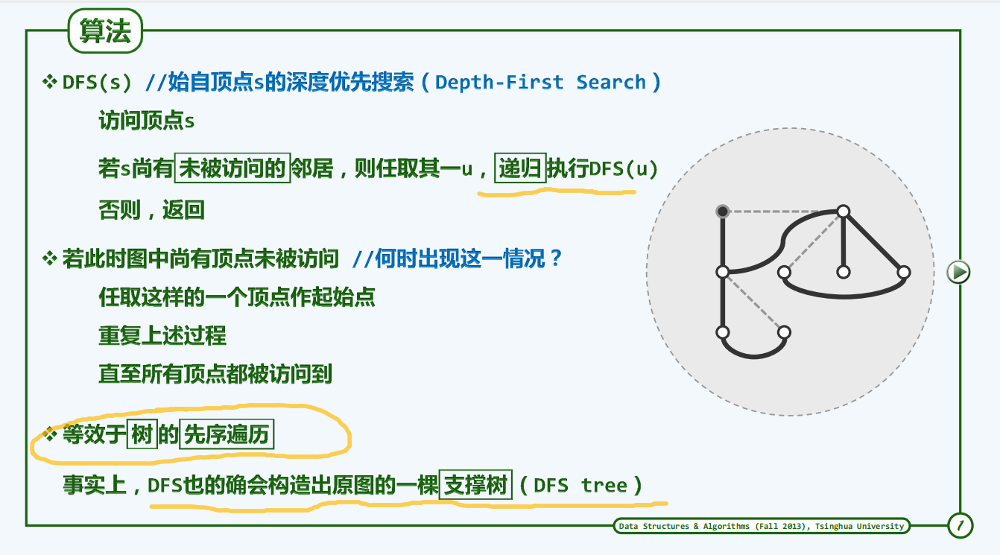 算法
❖ DFS(s) //始自顶点s的深度优先搜索（Depth-First Search）
访问顶点s
若s尚有未被访问的邻居，则任取其一u，递归执行DFS(u)
否则，返回
❖ 若此时图中尚有顶点未被访问 //何时出现这一情况？
任取这样的一个顶点作起始点
重复上述过程
直至所有顶点都被访问到
❖ 等效于树的先序遍历
事实上，DFS也的确会构造出原图的一棵支撑树（DFS tree）
Data Structures & Algorithms (Fall 2013), Tsinghua University
1